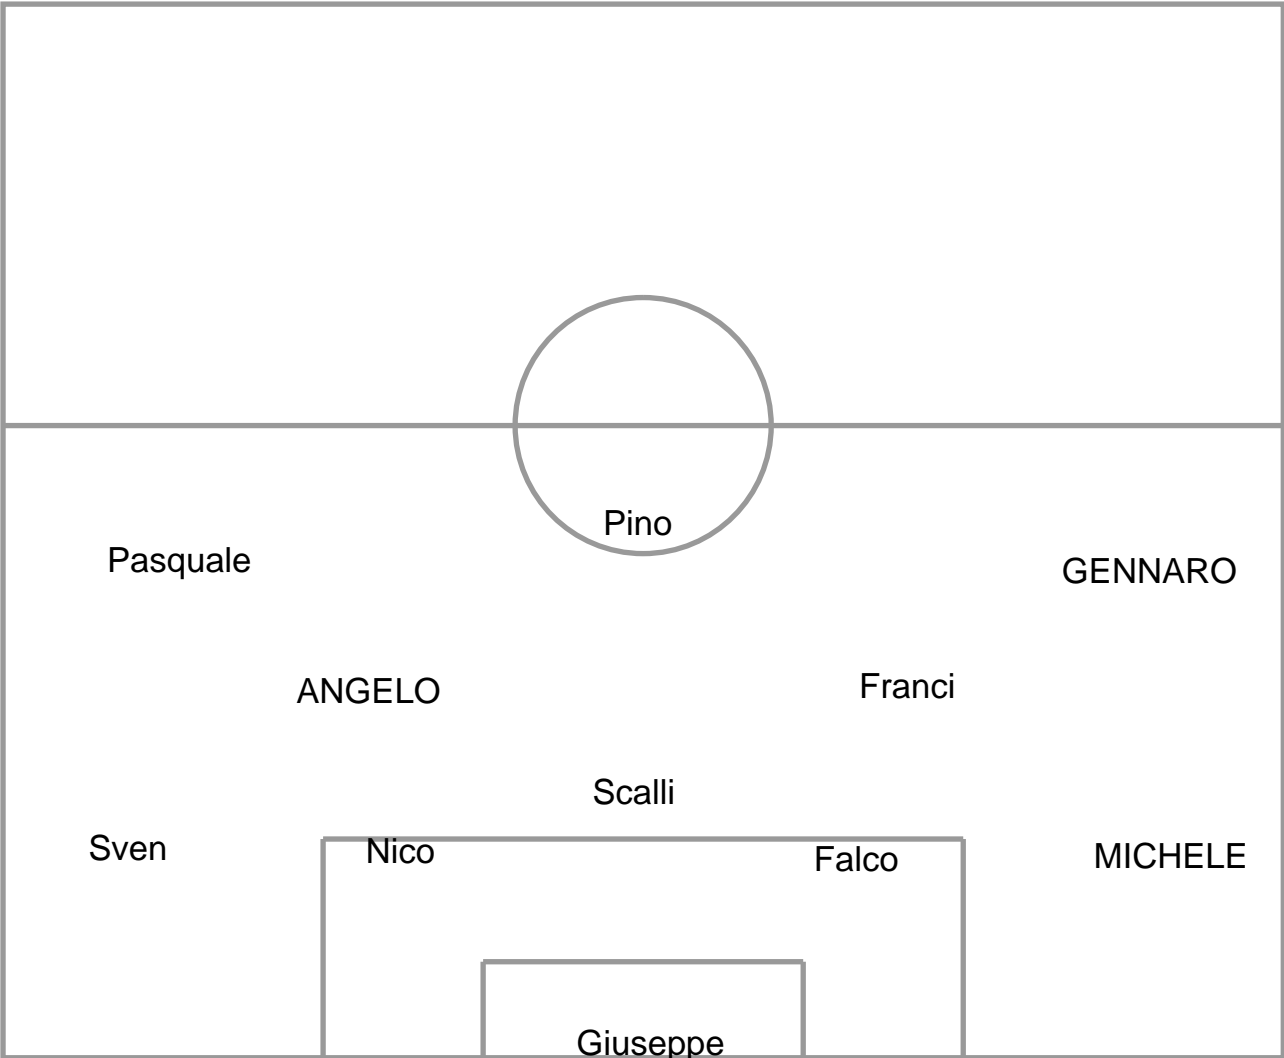 Pino
Pasquale
GENNARO
ANGELO
Franci
Scalli
Sven
Nico
Falco
MICHELE
Giuseppe